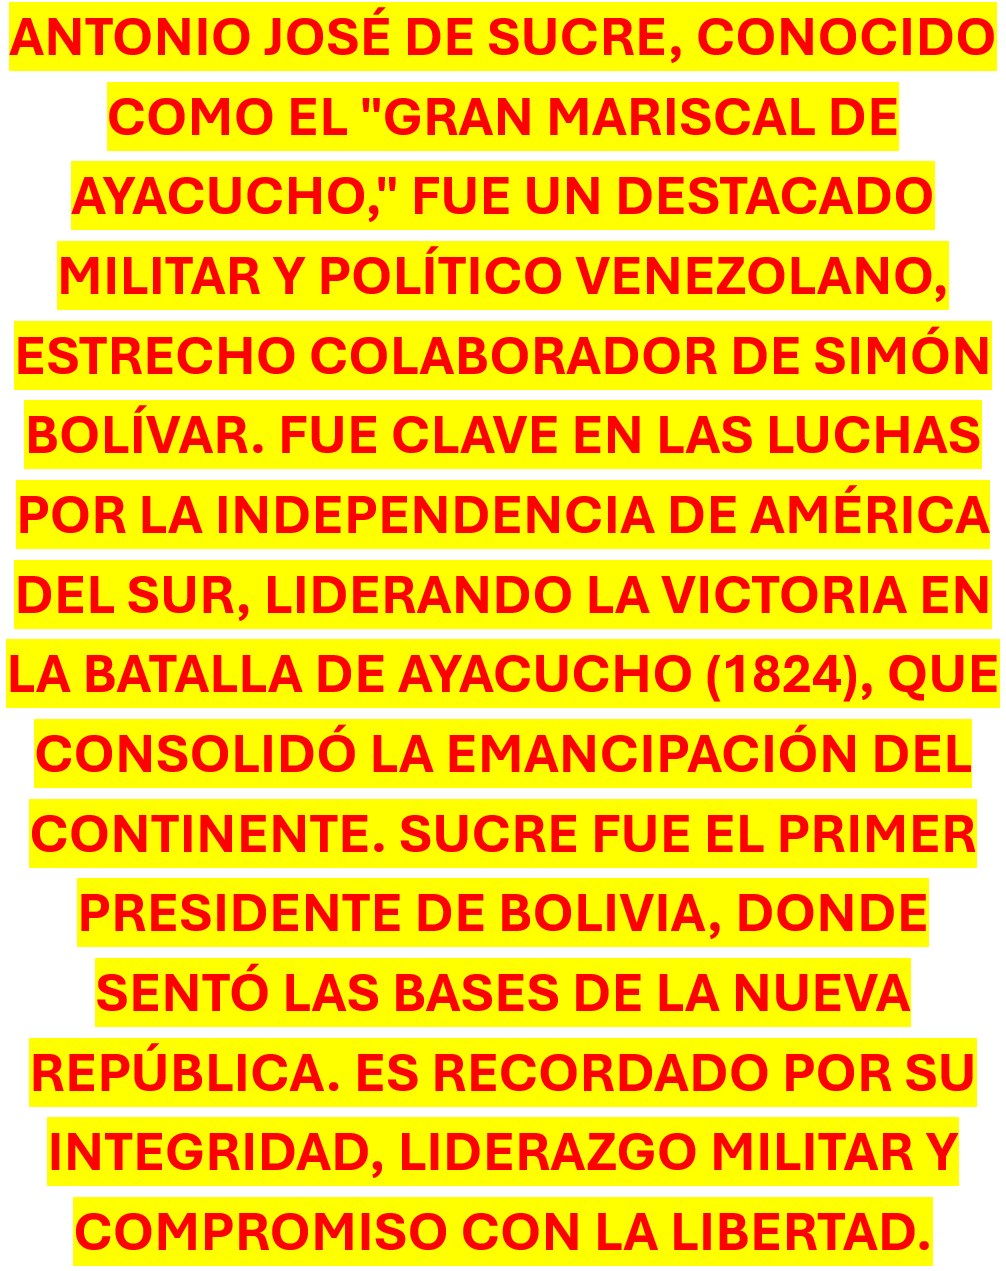 ANTONIO JOSÉ DE SUCRE, CONOCIDO
COMO EL "GRAN MARISCAL DE
AYACUCHO," FUE UN DESTACADO
MILITAR Y POLÍTICO VENEZOLANO,
ESTRECHO COLABORADOR DE SIMÓN
BOLÍVAR. FUE CLAVE EN LAS LUCHAS
POR LA INDEPENDENCIA DE AMÉRICA
DEL SUR, LIDERANDO LA VICTORIA EN
LA BATALLA DE AYACUCHO (1824), QUE
CONSOLIDÓ LA EMANCIPACIÓN DEL
CONTINENTE. SUCRE FUE EL PRIMER
PRESIDENTE DE BOLIVIA, DONDE
SENTÓ LAS BASES DE LA NUEVA
REPÚBLICA. ES RECORDADO POR SU
INTEGRIDAD, LIDERAZGO MILITAR Y
COMPROMISO CON LA LIBERTAD.